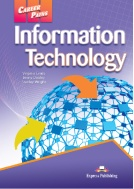 CAREER PATHS
Information
Technology
Express Publishing